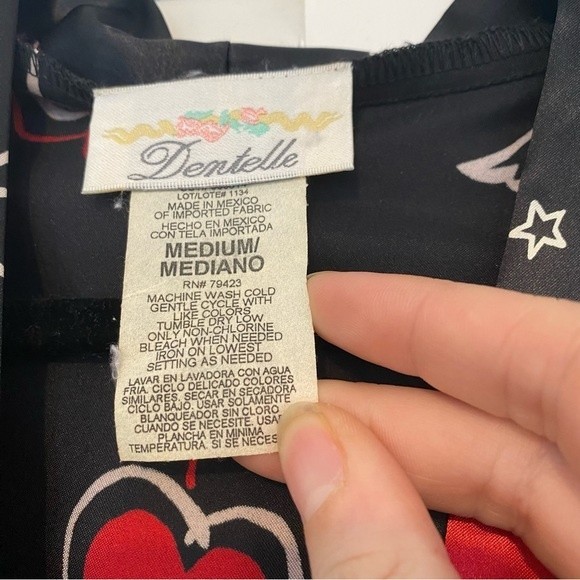 Dentelle
LOT/LOTE# 1134
MADE IN MEXICO
OF IMPORTED FABRIC
HECHO EN MEXICO
CON TELA IMPORTADA
MEDIUM/
MEDIANO
RN# 79423
MACHINE WASH COLD
GENTLE CYCLE WITH
LIKE COLORS
TUMBLE DRY LOW
ONLY NON-CHLORINE
BLEACH WHEN NEEDED
IRON ON LOWEST
SETTING AS NEEDED
LAVAR EN LAVADORA CON AGUA
FRIA. CICLO DELICADO COLORES
SIMILARES. SECAR EN SECADORA
CICLO BAJO. USAR SOLAMENTE
BLANQUEADOR SIN CLORO
CUANDO SE NECESITE. USAR
PLANCHA EN MINIMA
TEMPERATURA. SI SE NECES